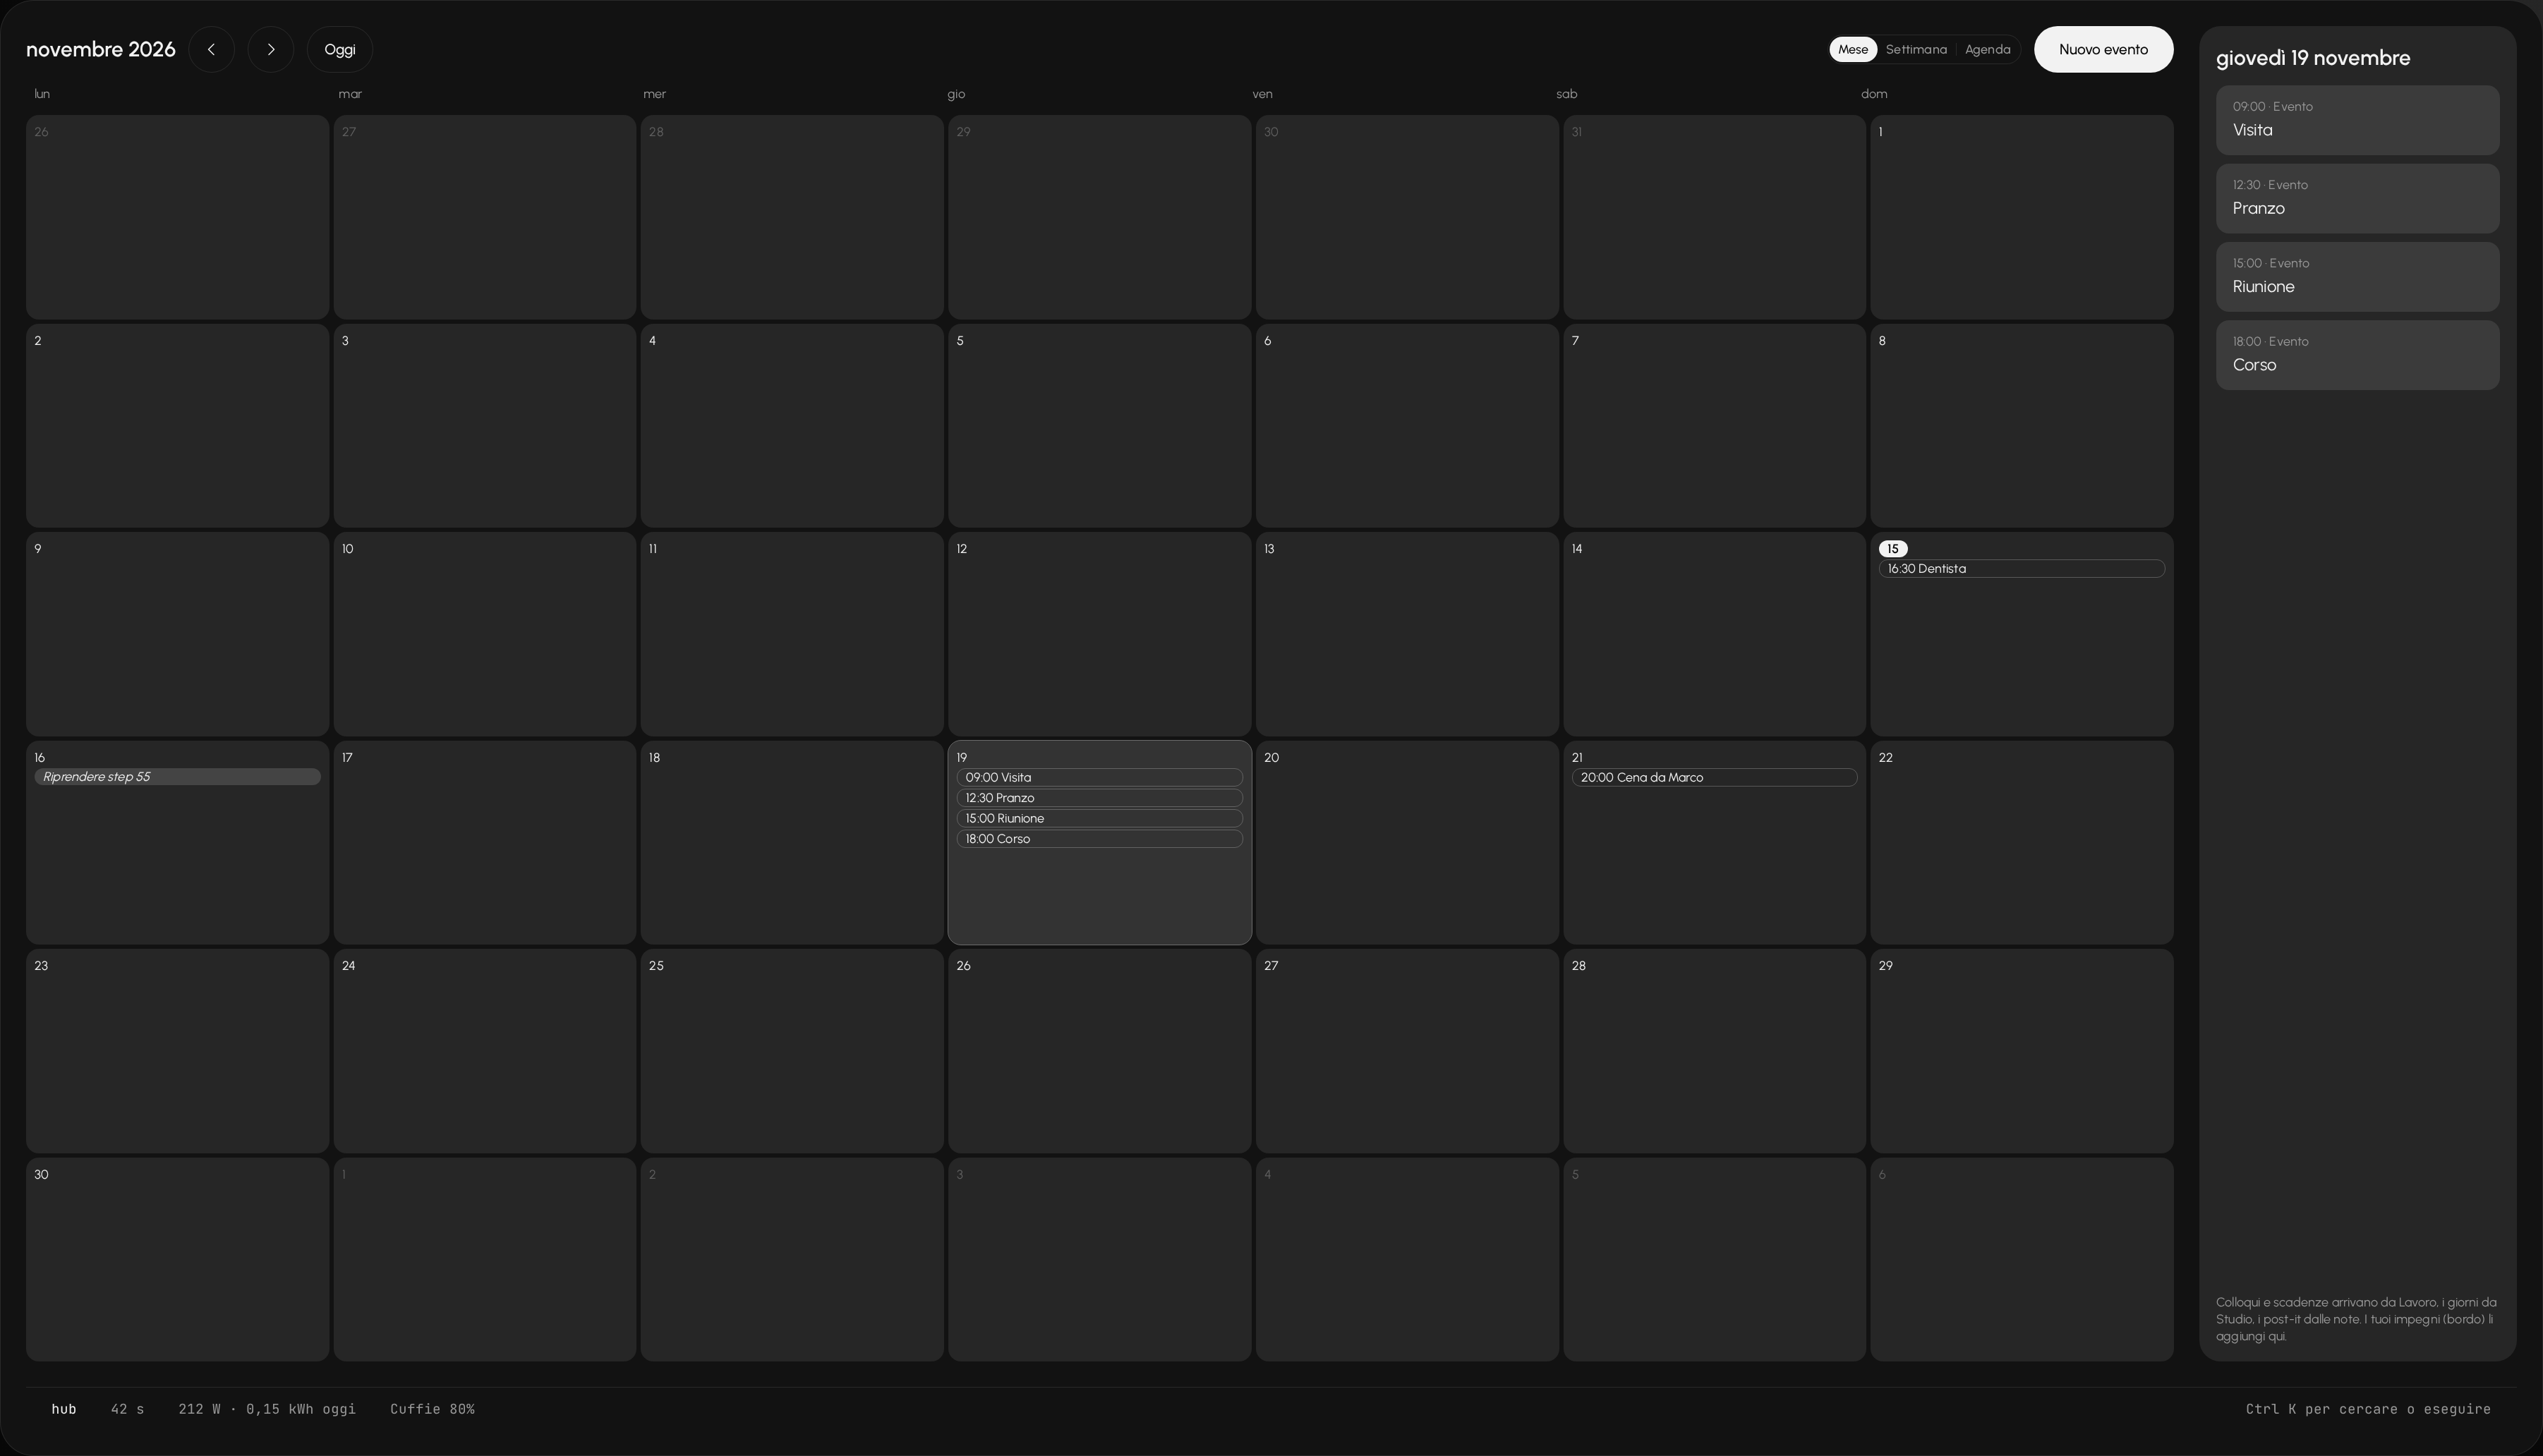 novembre 2026
Oggi
Mese Settimana Agenda
Nuovo evento
lun mar mer gio ven sab dom
26 27 28 29 30 31 1
2 3 4 5 6 7 8
9 10 11 12 13 14 15
16:30 Dentista
16 17 18 19 20 21 22
Riprendere step 55
09:00 Visita
12:30 Pranzo
15:00 Riunione
18:00 Corso
20:00 Cena da Marco
23 24 25 26 27 28 29
30 1 2 3 4 5 6
giovedì 19 novembre
09:00 · Evento
Visita
12:30 · Evento
Pranzo
15:00 · Evento
Riunione
18:00 · Evento
Corso
Colloqui e scadenze arrivano da Lavoro, i giorni da
Studio, i post-it dalle note. I tuoi impegni (bordo) li
aggiungi qui.
hub 42 s 212 W · 0,15 kWh oggi Cuffie 80%
Ctrl K per cercare o eseguire